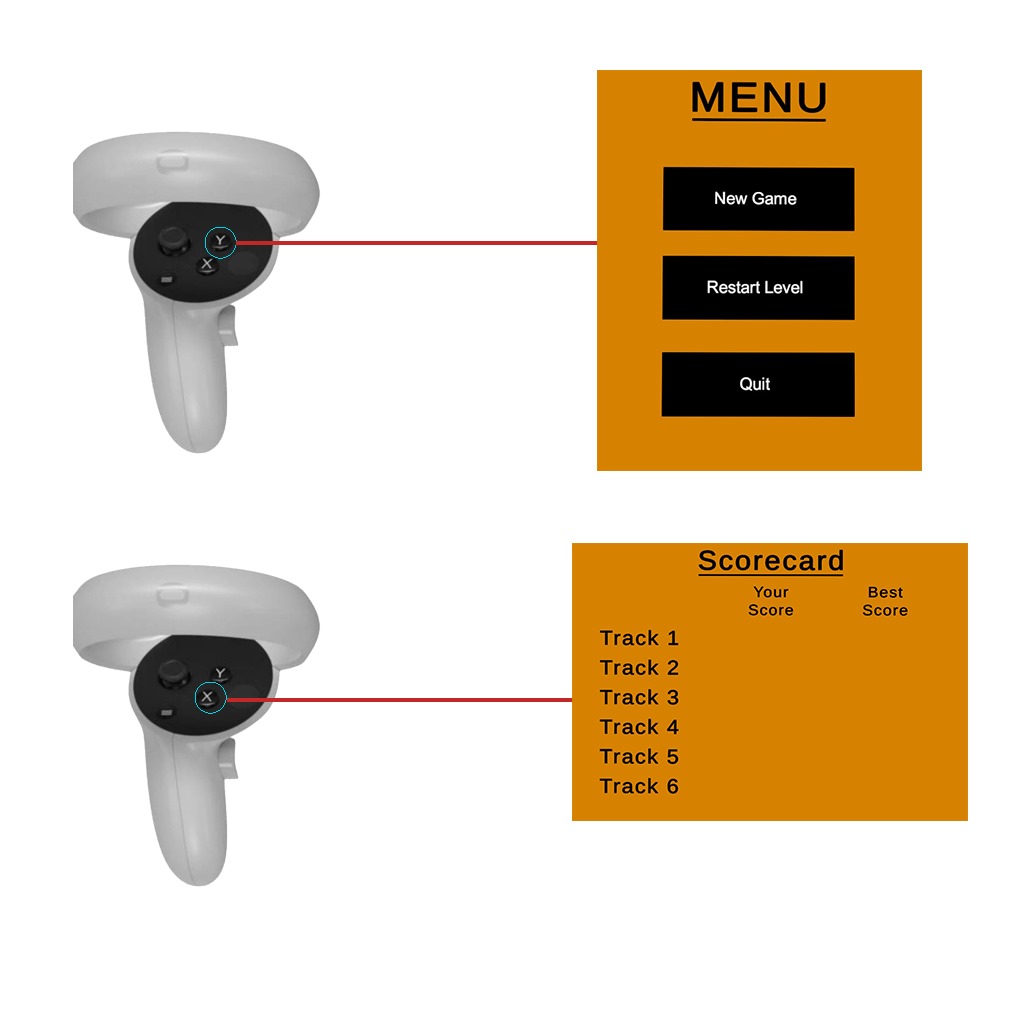 MENU
New Game
Y
X
Restart Level
Quit
Scorecard
Your Score
Best Score
Track 1
Track 2
Y
X
Track 3
Track 4
Track 5
Track 6